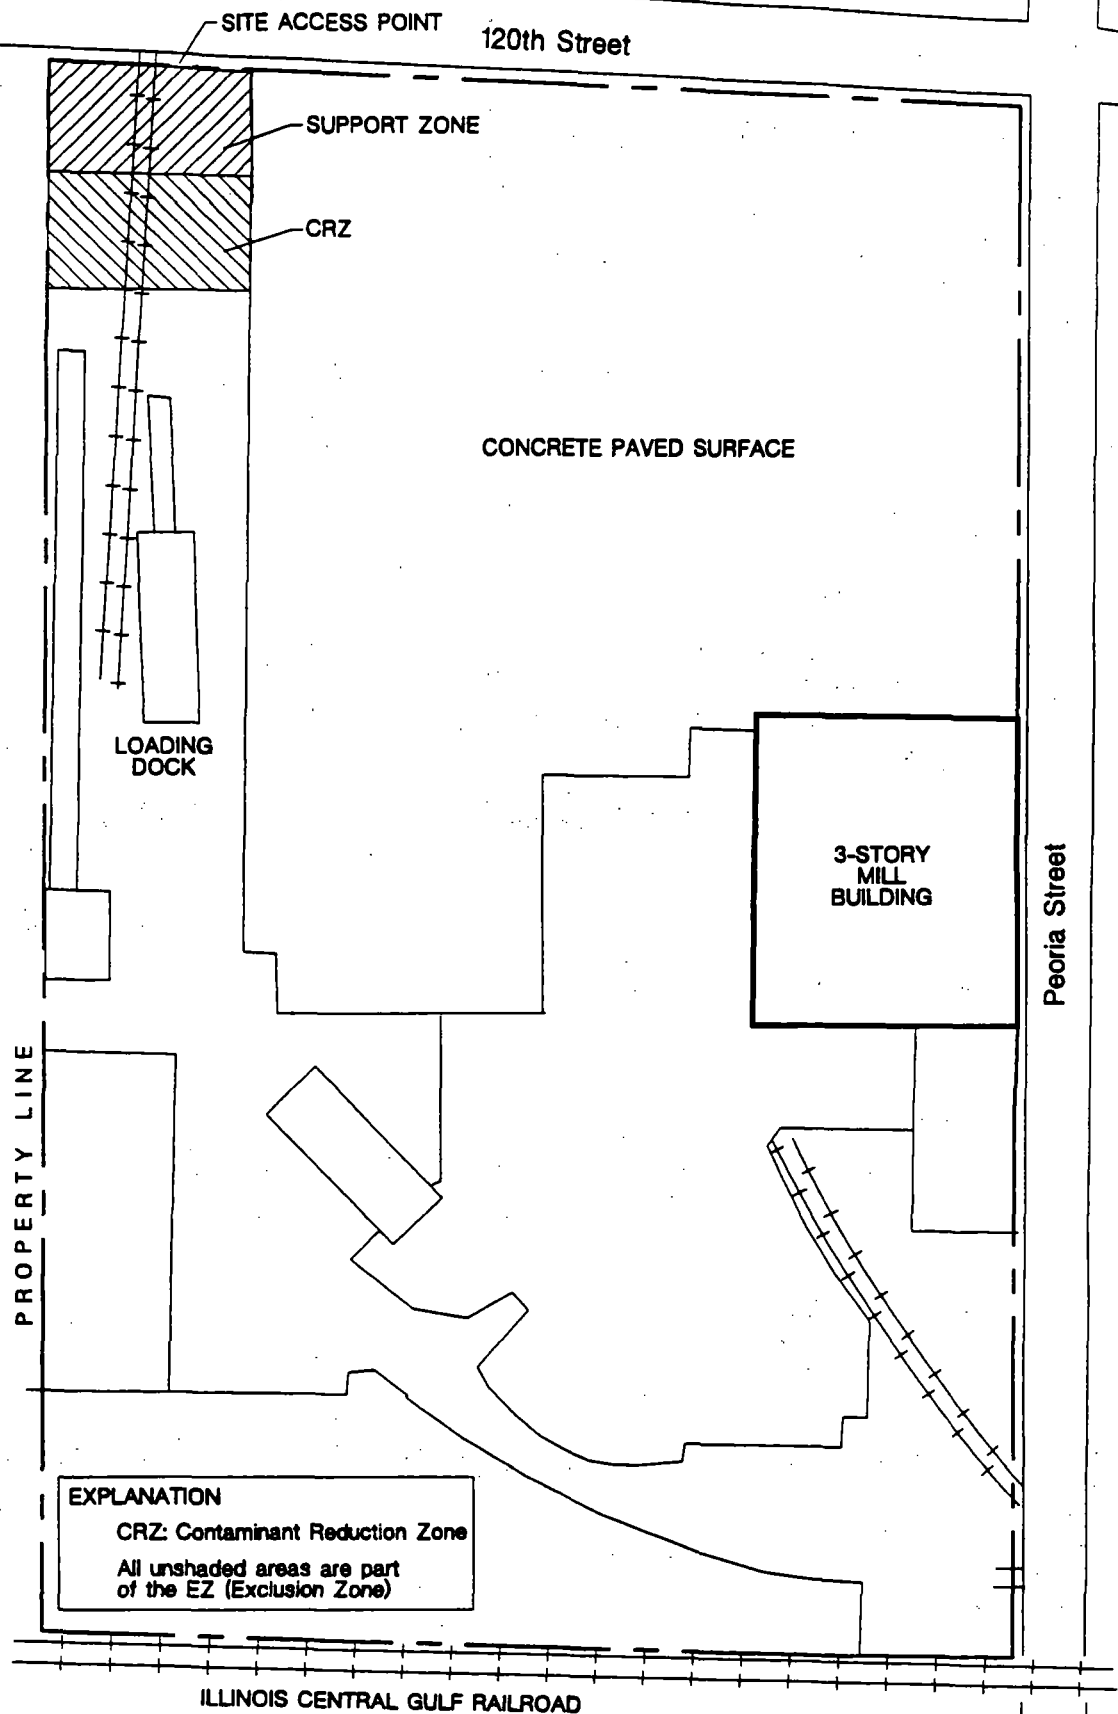 SITE ACCESS POINT
120th Street
SUPPORT ZONE
CRZ
CONCRETE PAVED SURFACE
LOADING
DOCK
3-STORY
MILL
BUILDING
Peoria Street
PROPERTY LINE
EXPLANATION
CRZ: Contaminant Reduction Zone
All unshaded areas are part
of the EZ (Exclusion Zone)
ILLINOIS CENTRAL GULF RAILROAD